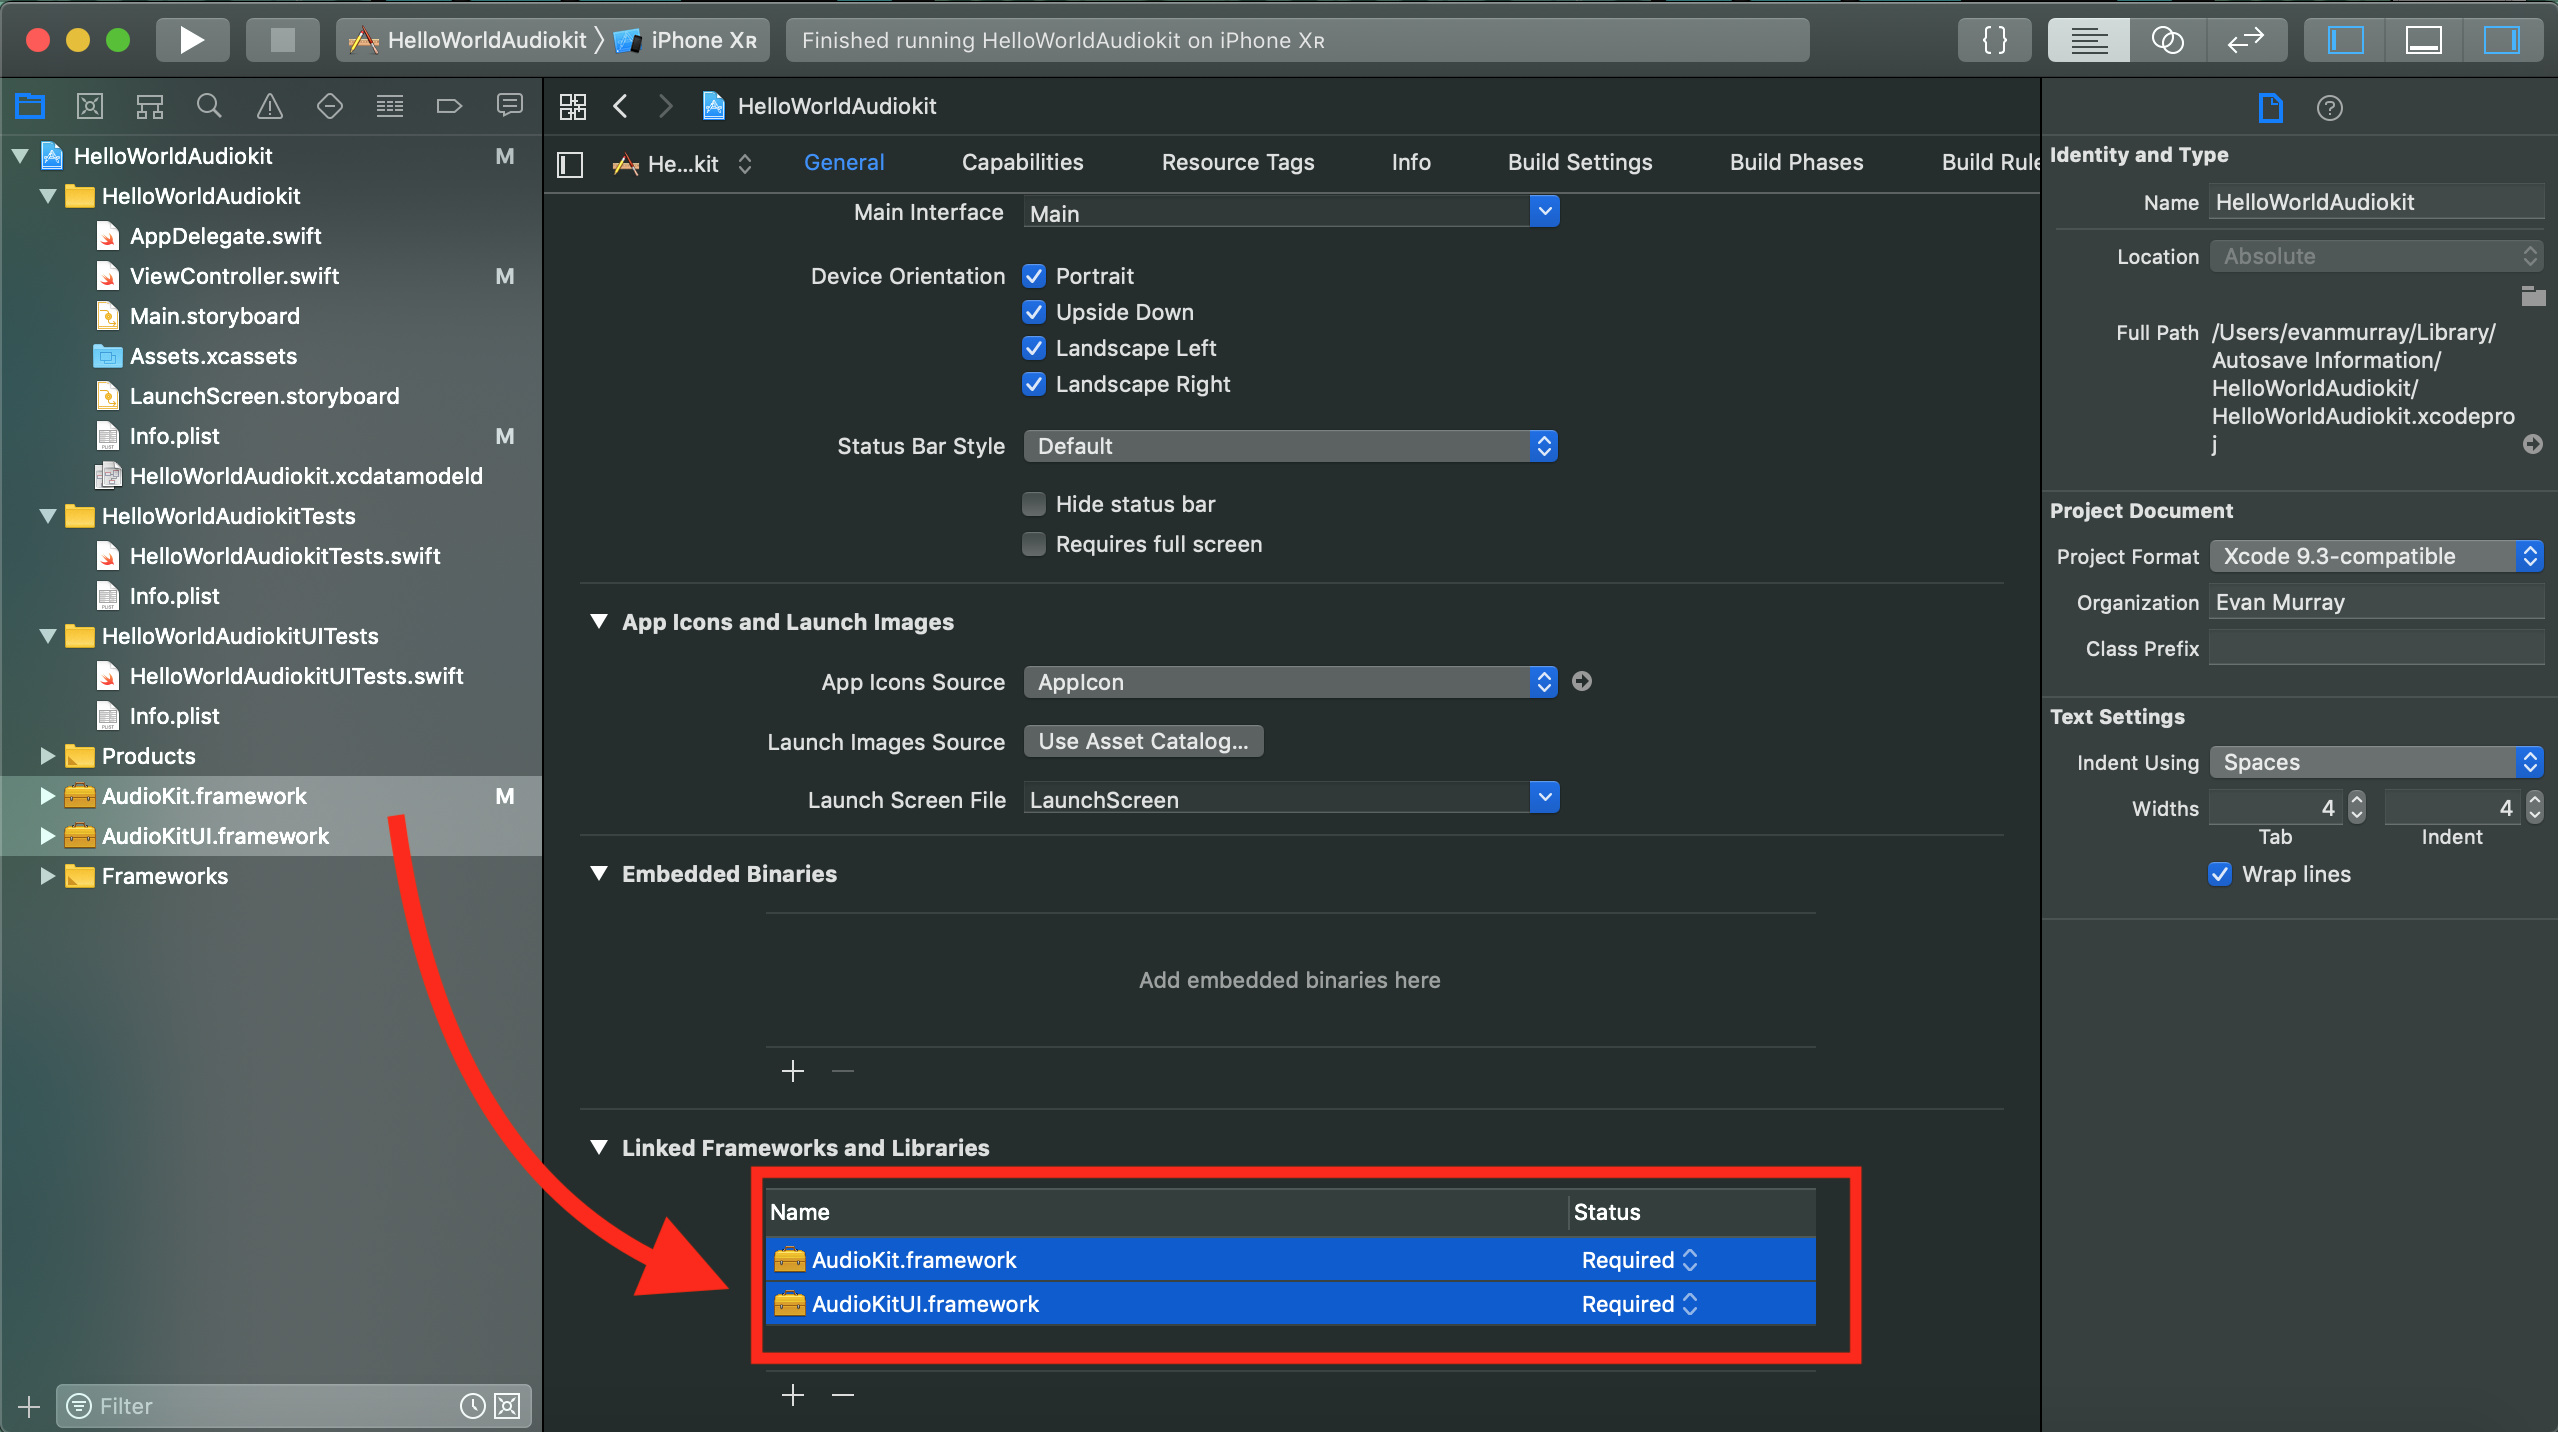 HelloWorldAudiokit
iPhone XR
Finished running HelloWorldAudiokit on iPhone XR
{ }
HelloWorldAudiokit M
HelloWorldAudiokit
AppDelegate.swift
ViewController.swift M
Main.storyboard
Assets.xcassets
LaunchScreen.storyboard
Info.plist M
HelloWorldAudiokit.xcdatamodeld
HelloWorldAudiokitTests
HelloWorldAudiokitTests.swift
Info.plist
HelloWorldAudiokitUITests
HelloWorldAudiokitUITests.swift
Info.plist
Products
AudioKit.framework M
AudioKitUI.framework
Frameworks
Filter
HelloWorldAudiokit
He...kit
General Capabilities Resource Tags Info Build Settings Build Phases Build Rule
Main Interface Main
Device Orientation Portrait
Upside Down
Landscape Left
Landscape Right
Status Bar Style Default
Hide status bar
Requires full screen
App Icons and Launch Images
App Icons Source AppIcon
Launch Images Source Use Asset Catalog...
Launch Screen File LaunchScreen
Embedded Binaries
Add embedded binaries here
Linked Frameworks and Libraries
Name Status
AudioKit.framework Required
AudioKitUI.framework Required
Identity and Type
Name HelloWorldAudiokit
Location Absolute
Full Path /Users/evanmurray/Library/
Autosave Information/
HelloWorldAudiokit/
HelloWorldAudiokit.xcodepro
j
Project Document
Project Format Xcode 9.3-compatible
Organization Evan Murray
Class Prefix
Text Settings
Indent Using Spaces
Widths 4 4
Tab Indent
Wrap lines